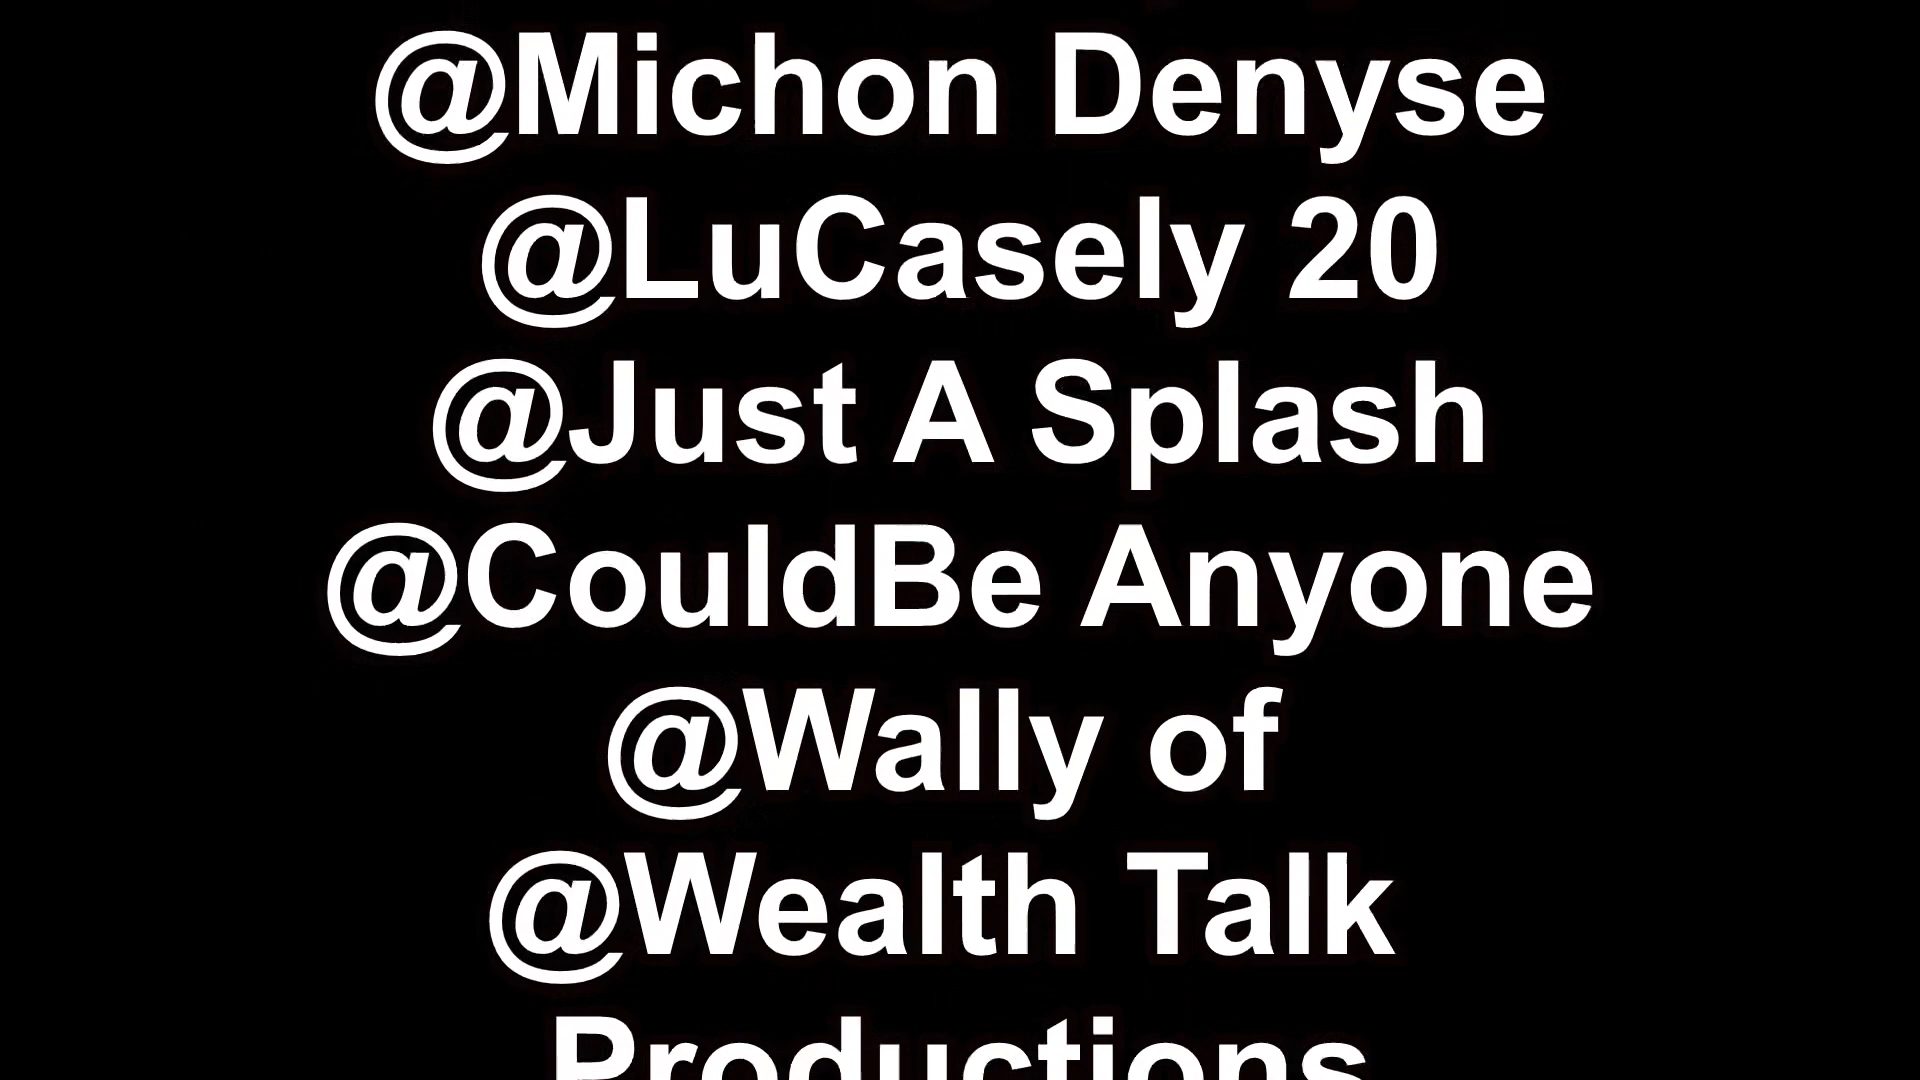 @Michon Denyse
@LuCasely 20
@Just A Splash
@CouldBe Anyone
@Wally of
@Wealth Talk
Productions